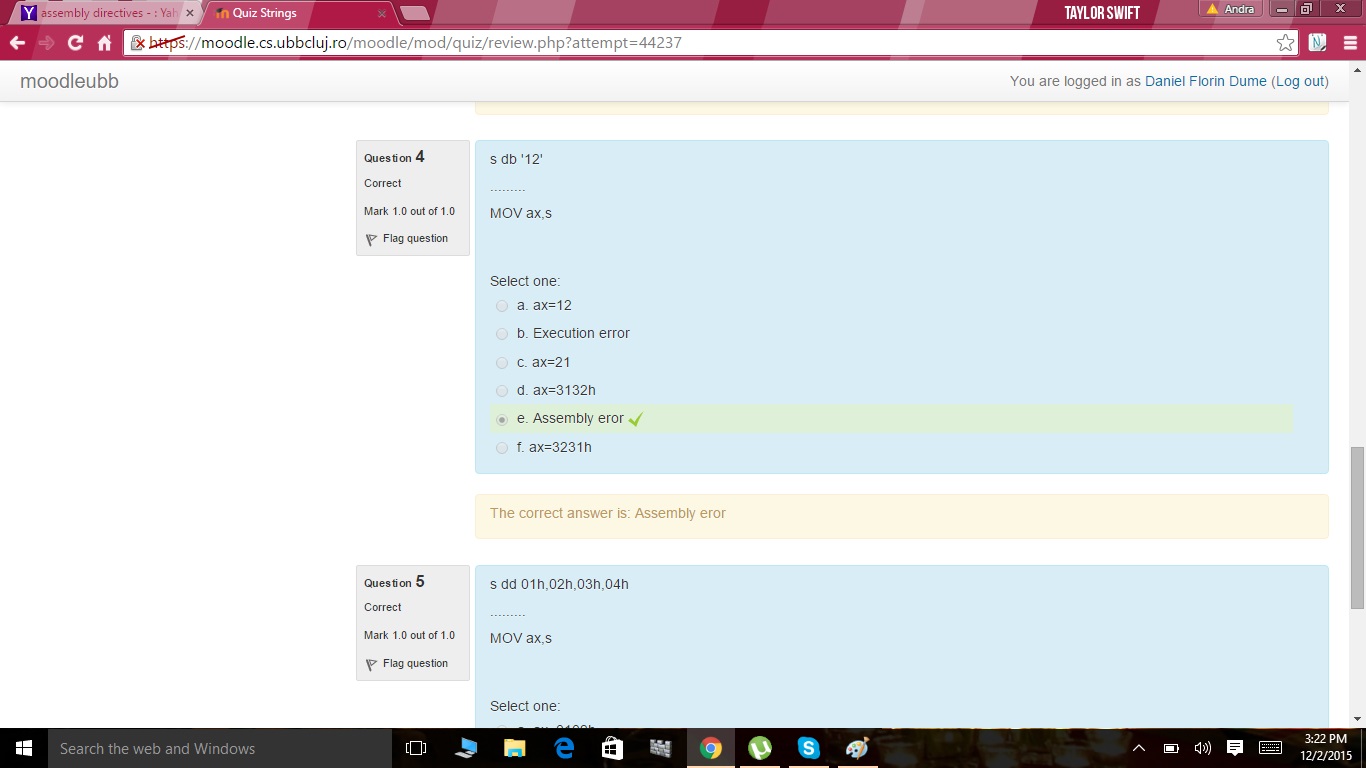 assembly directives - : Yah
Quiz Strings
TAYLOR SWIFT
Andra
https://moodle.cs.ubbcluj.ro/moodle/mod/quiz/review.php?attempt=44237
moodleubb
You are logged in as Daniel Florin Dume (Log out)
Question 4
Correct
Mark 1.0 out of 1.0
Flag question
s db '12'
.........
MOV ax,s
Select one:
a. ax=12
b. Execution error
c. ax=21
d. ax=3132h
e. Assembly eror
f. ax=3231h
The correct answer is: Assembly eror
Question 5
Correct
Mark 1.0 out of 1.0
Flag question
s dd 01h,02h,03h,04h
.........
MOV ax,s
Select one:
Search the web and Windows
3:22 PM
12/2/2015